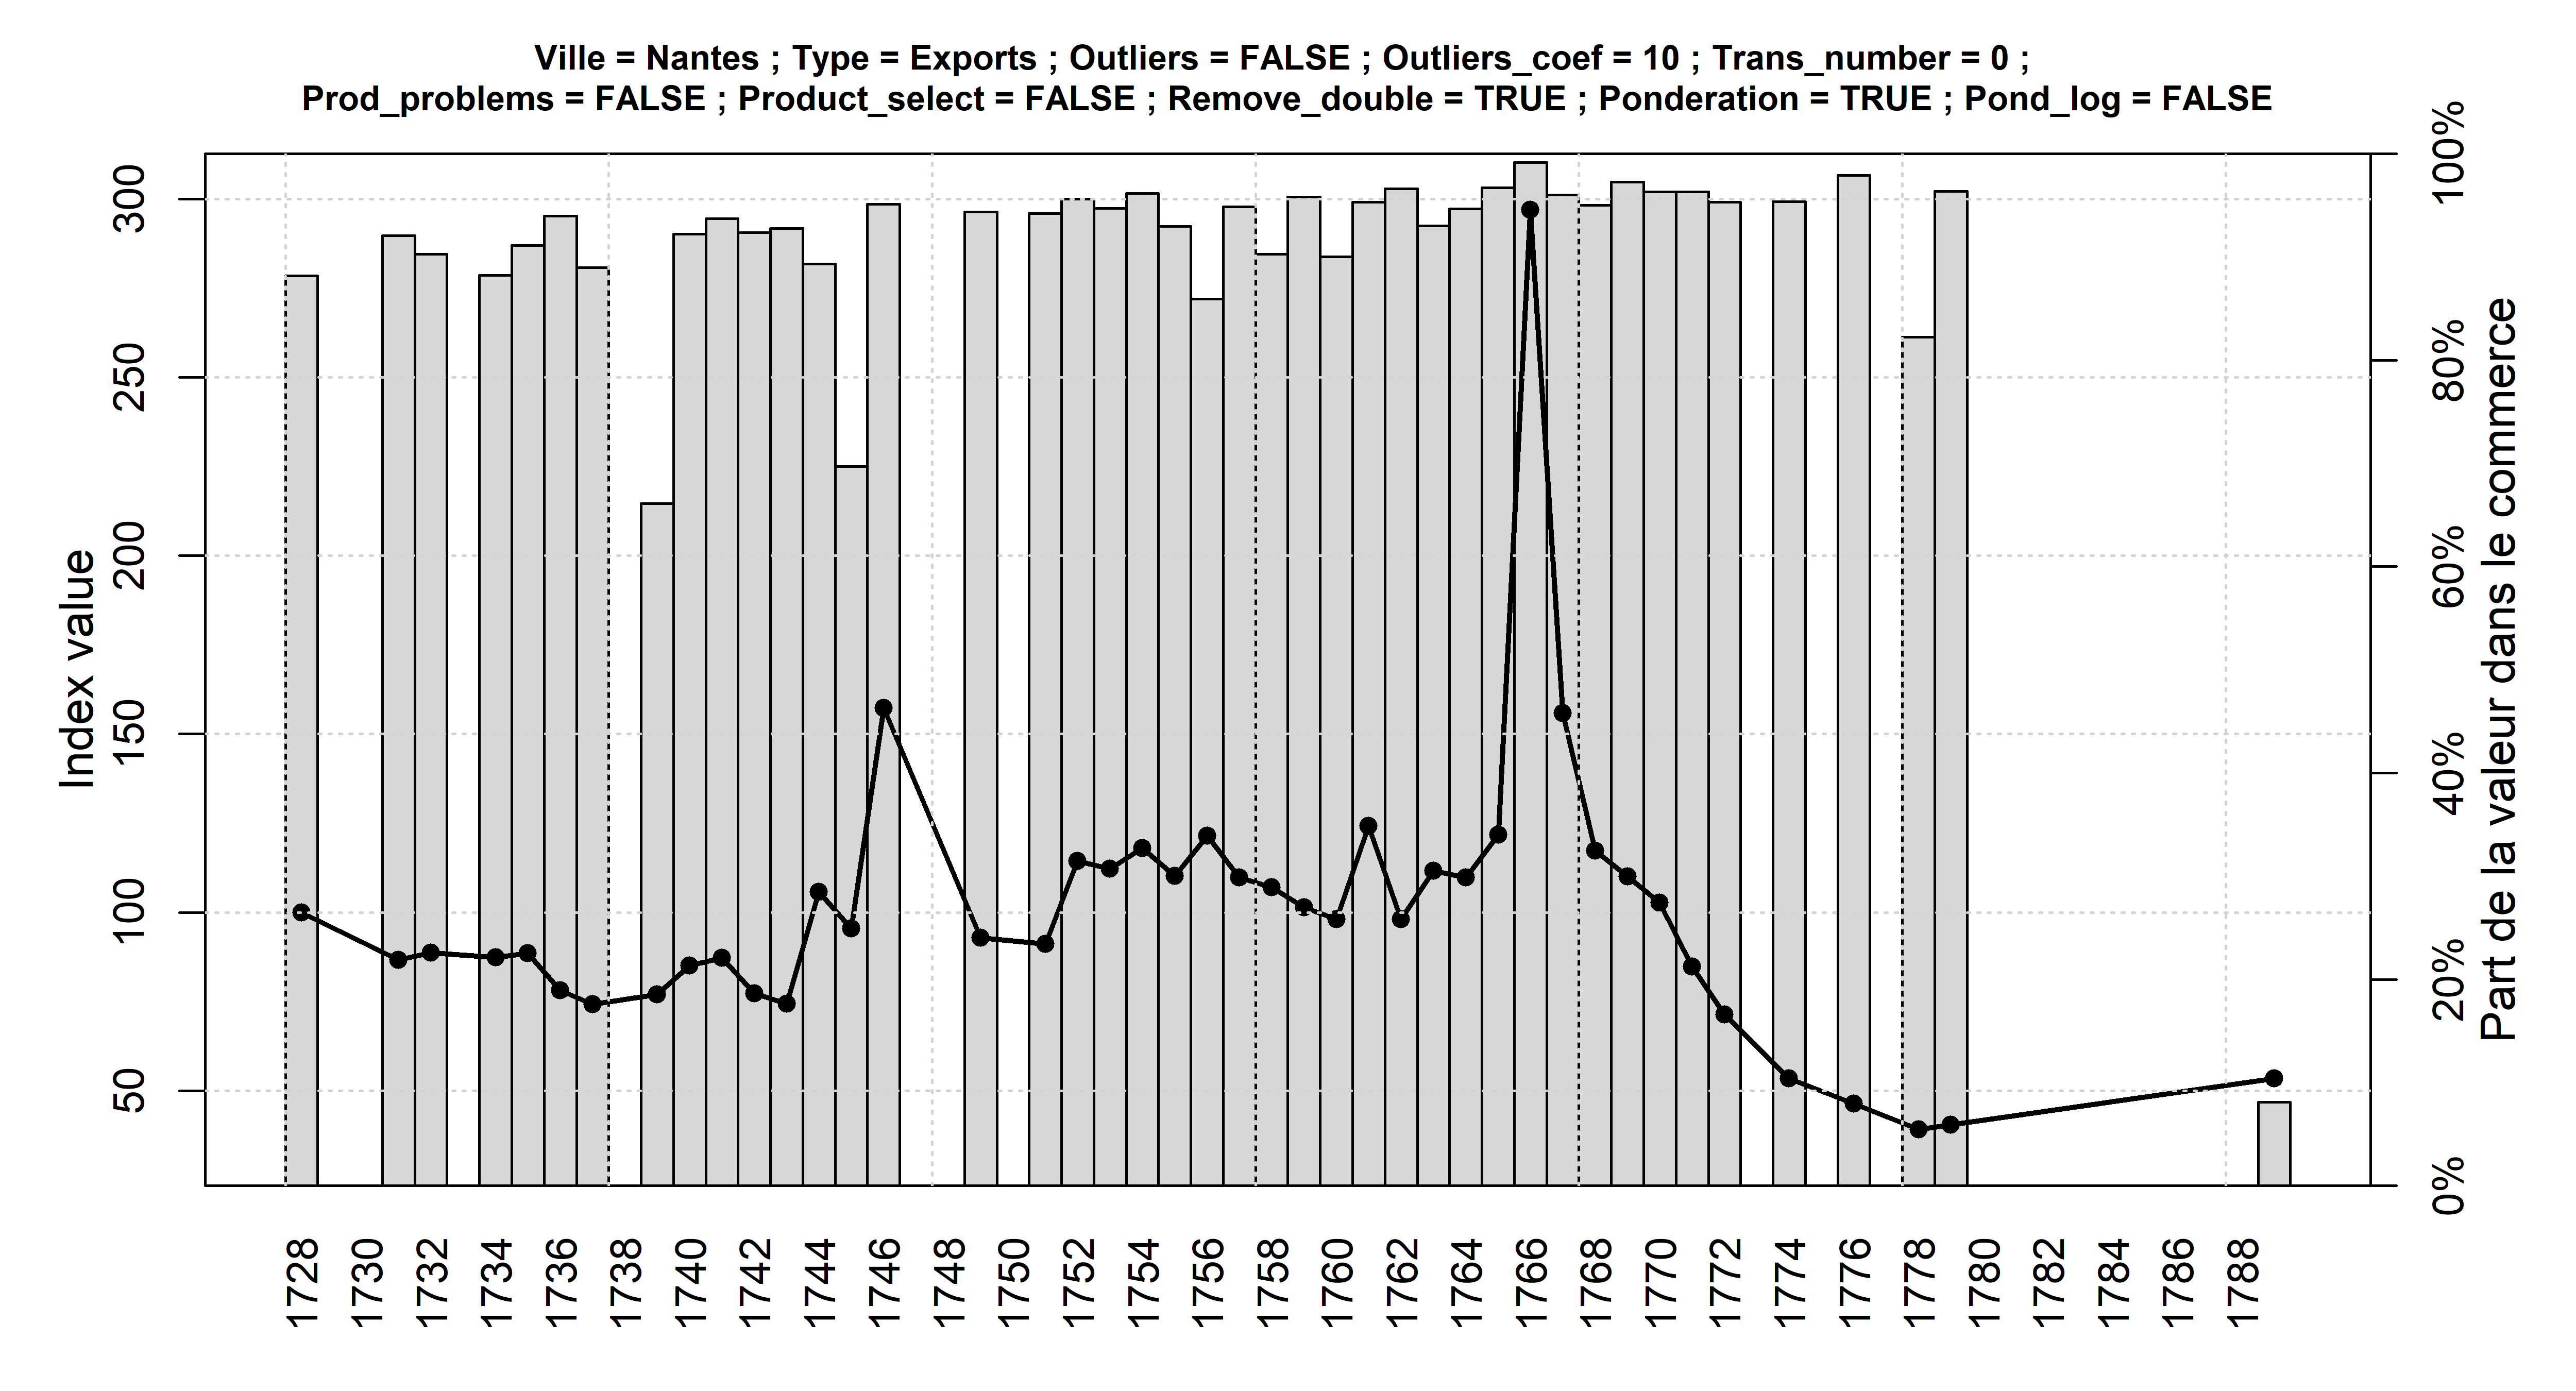 Ville = Nantes ; Type = Exports ; Outliers = FALSE ; Outliers_coef = 10 ; Trans_number = 0 ;
Prod_problems = FALSE ; Product_select = FALSE ; Remove_double = TRUE ; Ponderation = TRUE ; Pond_log = FALSE
Index value
300
250
200
150
100
50
100%
80%
60%
40%
20%
0%
Part de la valeur dans le commerce
1728 1730 1732 1734 1736 1738 1740 1742 1744 1746 1748 1750 1752 1754 1756 1758 1760 1762 1764 1766 1768 1770 1772 1774 1776 1778 1780 1782 1784 1786 1788